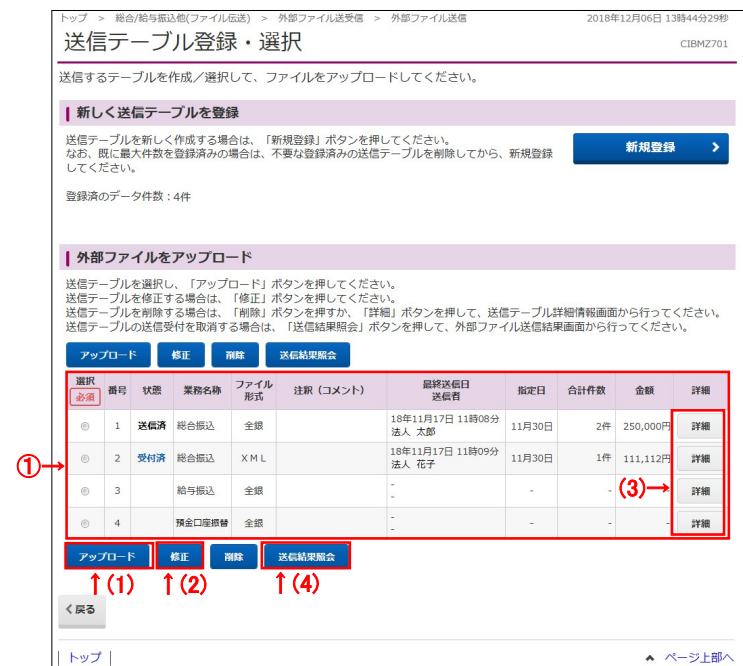 トップ > 総合/給与振込他(ファイル伝送) > 外部ファイル送受信 > 外部ファイル送信 2018年12月06日 13時44分29秒
送信テーブル登録・選択 CIBMZ701
送信するテーブルを作成／選択して、ファイルをアップロードしてください。
新しく送信テーブルを登録
送信テーブルを新しく作成する場合は、「新規登録」ボタンを押してください。
なお、既に最大件数を登録済みの場合は、不要な登録済みの送信テーブルを削除してから、新規登録
してください。
新規登録
登録済のデータ件数：4件
外部ファイルをアップロード
送信テーブルを選択し、「アップロード」ボタンを押してください。
送信テーブルを修正する場合は、「修正」ボタンを押してください。
送信テーブルを削除する場合は、「削除」ボタンを押すか、「詳細」ボタンを押して、送信テーブル詳細情報画面から行ってください。
送信テーブルの送信受付を取消する場合は、「送信結果照会」ボタンを押して、外部ファイル送信結果画面から行ってください。
アップロード 修正 削除 送信結果照会
選択 必須 番号 状態 業務名称 ファイル形式 注釈（コメント） 最終送信日 送信者 指定日 合計件数 金額 詳細
1 送信済 総合振込 全銀 18年11月17日 11時08分 法人 太郎 11月30日 2件 250,000円 詳細
① 2 受付済 総合振込 ＸＭＬ 18年11月17日 11時09分 法人 花子 11月30日 1件 111,112円 詳細
3 給与振込 全銀 - - - - - (3)→ 詳細
4 預金口座振替 全銀 - - - - - 詳細
アップロード 修正 削除 送信結果照会
↑(1) ↑(2) ↑(4)
戻る
トップ ページ上部へ